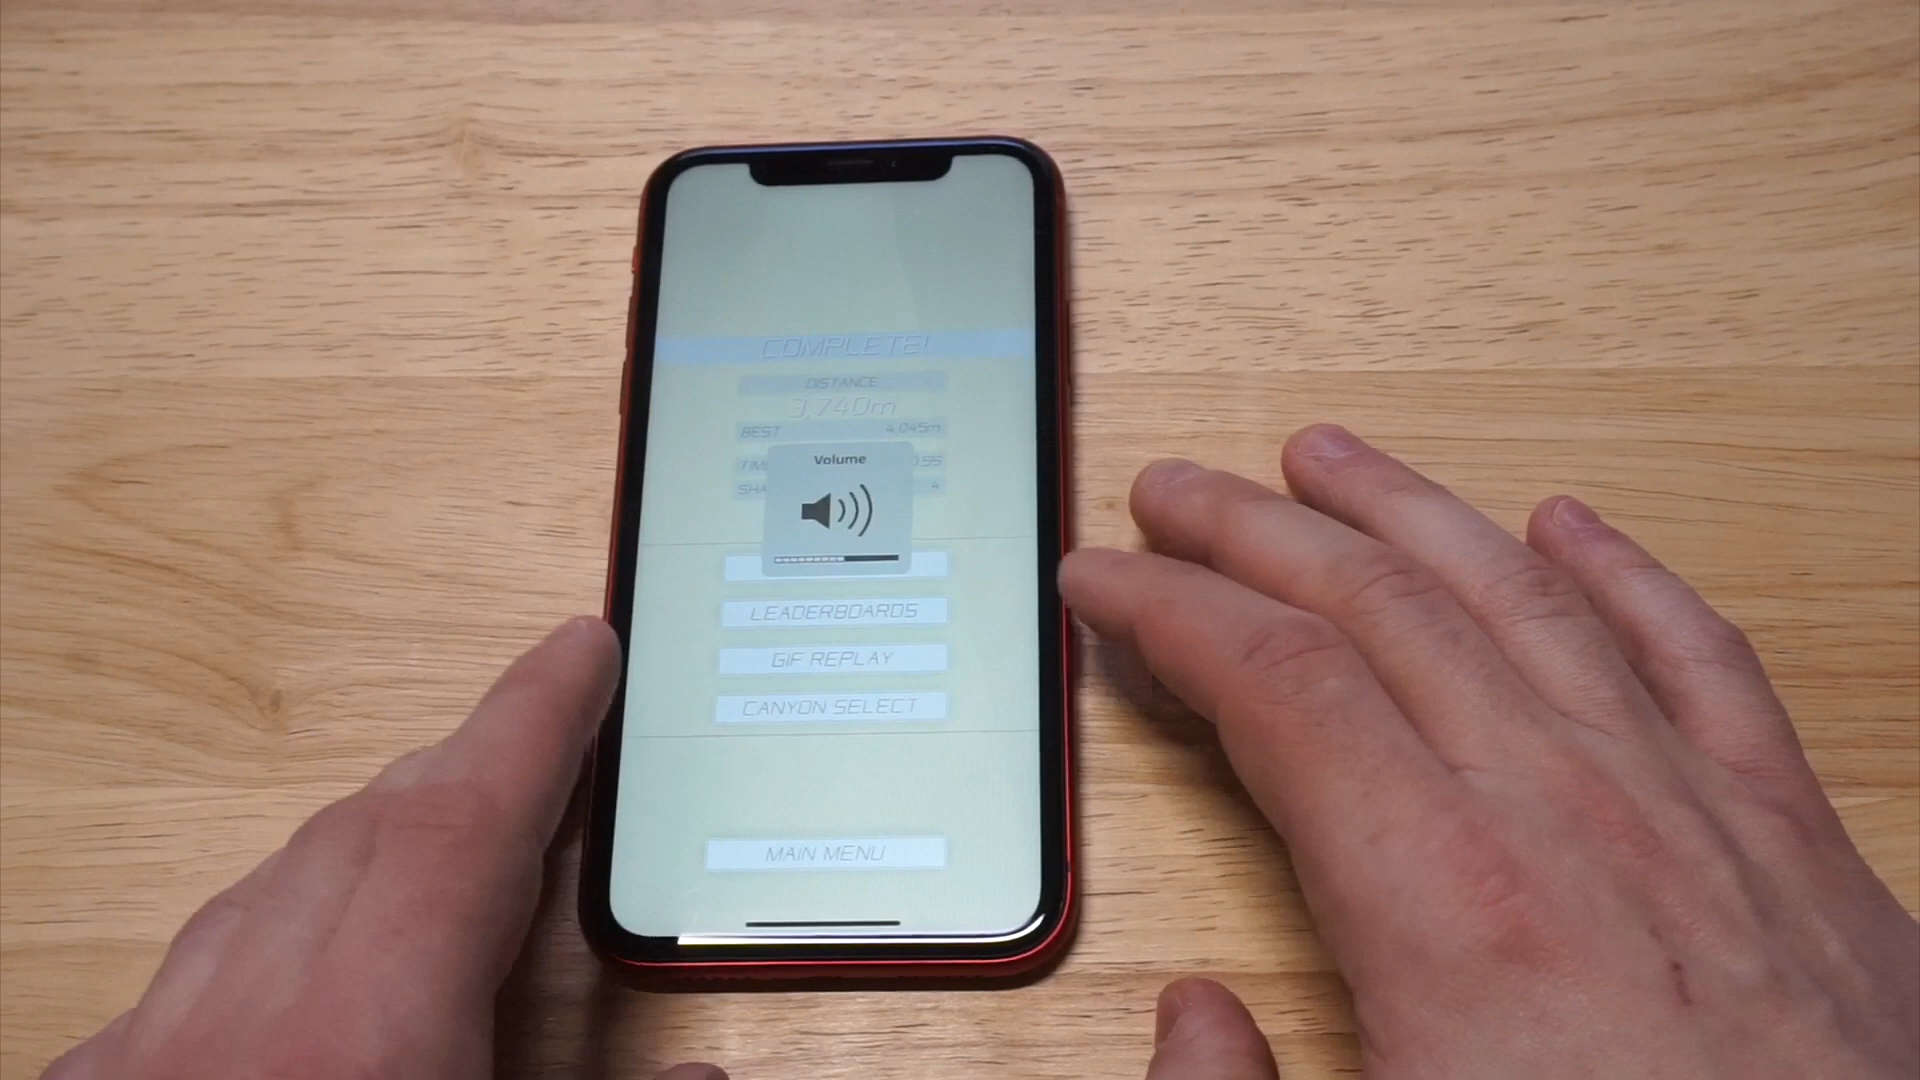 COMPLETE!
DISTANCE
3,740m
BEST 4,045m
Volume
LEADERBOARDS
GIF REPLAY
CANYON SELECT
MAIN MENU